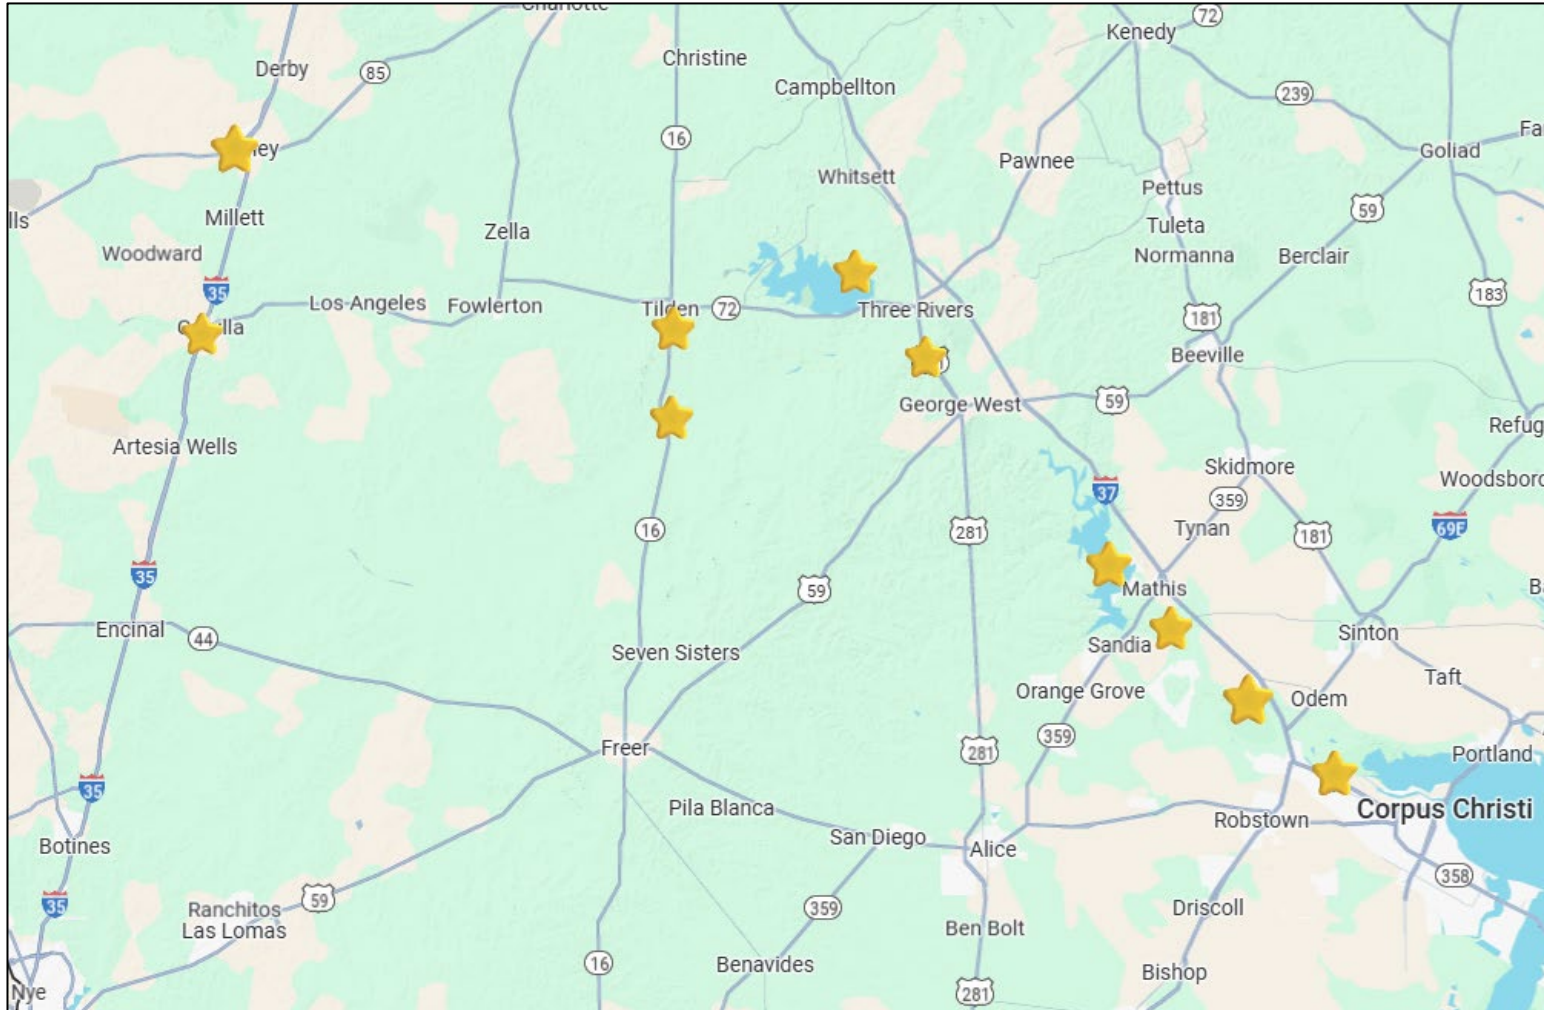 Charlotte
72
Kenedy
Christine
Derby
85
Campbellton
239
16
Goliad
Pawnee
Whitsett
Pettus
59
Millett
Tuleta
Zella
Woodward
Normanna
Berclair
35
183
Los Angeles
Fowlerton
Tilden
72
Three Rivers
181
Beeville
George West
59
Artesia Wells
Skidmore
Woodsboro
37
359
Tynan
69E
16
281
181
35
59
Mathis
Encinal
44
Seven Sisters
Sandia
Sinton
Taft
Orange Grove
Odem
359
Freer
281
Portland
35
Pila Blanca
Corpus Christi
Robstown
San Diego
Botines
Alice
358
59
35
Ranchitos
Las Lomas
359
Driscoll
Ben Bolt
16
Benavides
Bishop
Nye
281